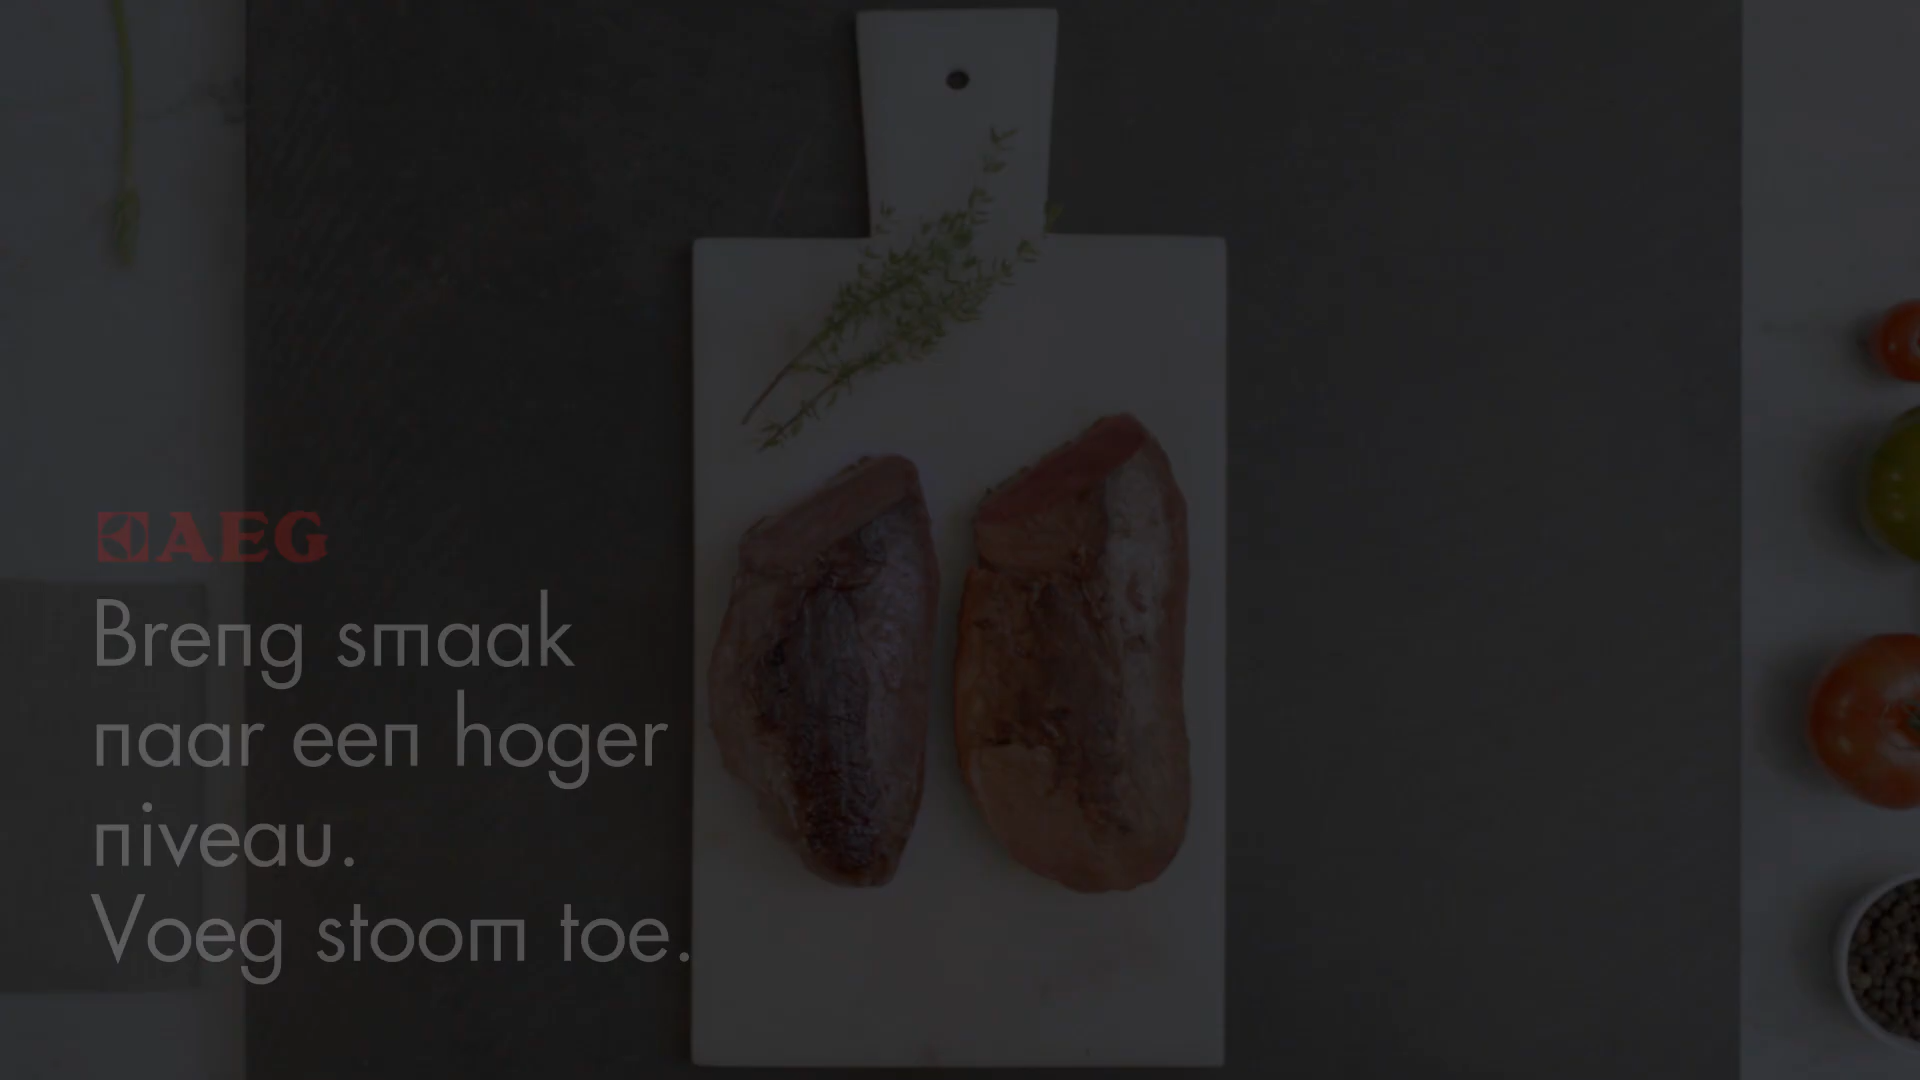 AEG
Breng smaak
naar een hoger
niveau.
Voeg stoom toe.